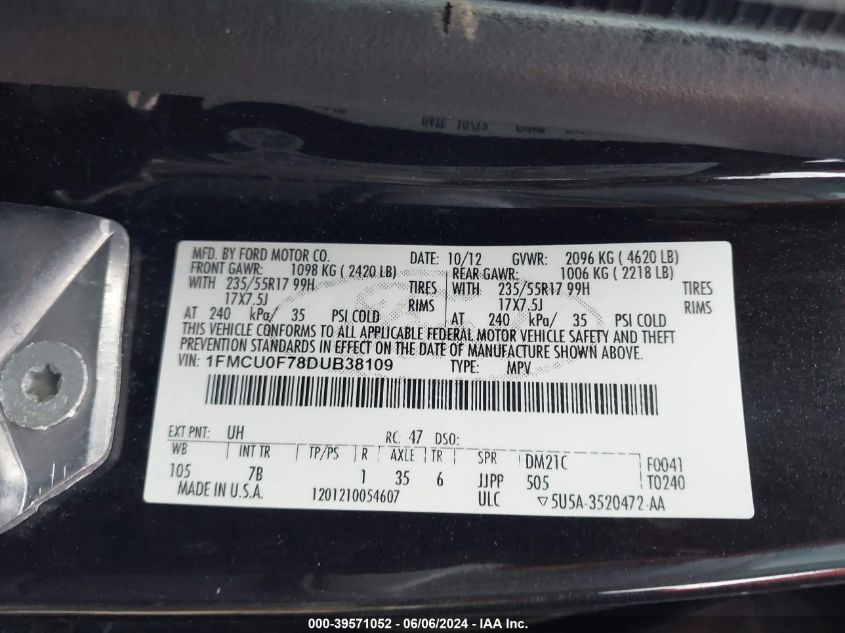 MFD. BY FORD MOTOR CO. DATE: 10/12 GVWR: 2096 KG ( 4620 LB)
FRONT GAWR: 1098 KG ( 2420 LB) REAR GAWR: 1006 KG ( 2218 LB)
WITH 235/55R17 99H TIRES WITH 235/55R17 99H TIRES
17X7.5J RIMS 17X7.5J RIMS
AT 240 kPa/ 35 PSI COLD AT 240 kPa/ 35 PSI COLD
THIS VEHICLE CONFORMS TO ALL APPLICABLE FEDERAL MOTOR VEHICLE SAFETY AND THEFT
PREVENTION STANDARDS IN EFFECT ON THE DATE OF MANUFACTURE SHOWN ABOVE.
VIN: 1FMCU0F78DUB38109 TYPE: MPV
EXT PNT: UH RC: 47 DSO:
WB INT TR TP/PS R AXLE TR SPR DM21C F0041
105 7B 1 35 6 JJPP 505 T0240
MADE IN U.S.A. 1201210054607 ULC ▽5U5A-3520472-AA
T50
000-39571052 - 06/06/2024 - IAA Inc.